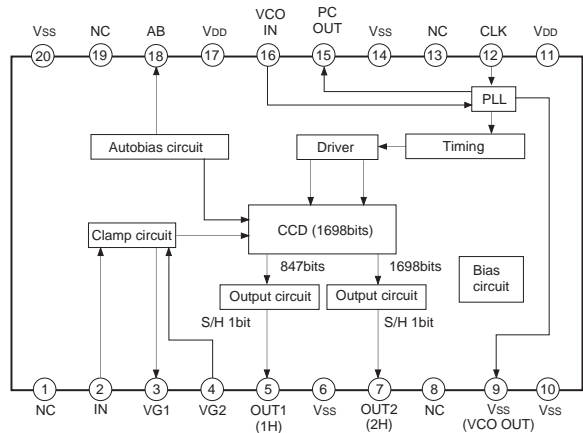 VSS
NC
AB
VDD
VCO
IN
PC
OUT
VSS
NC
CLK
VDD
20
19
18
17
16
15
14
13
12
11
PLL
Autobias circuit
Driver
Timing
Clamp circuit
CCD (1698bits)
847bits
1698bits
Bias
circuit
Output circuit
Output circuit
S/H 1bit
S/H 1bit
1
2
3
4
5
6
7
8
9
10
NC
IN
VG1
VG2
OUT1
(1H)
VSS
OUT2
(2H)
NC
VSS
(VCO OUT)
VSS